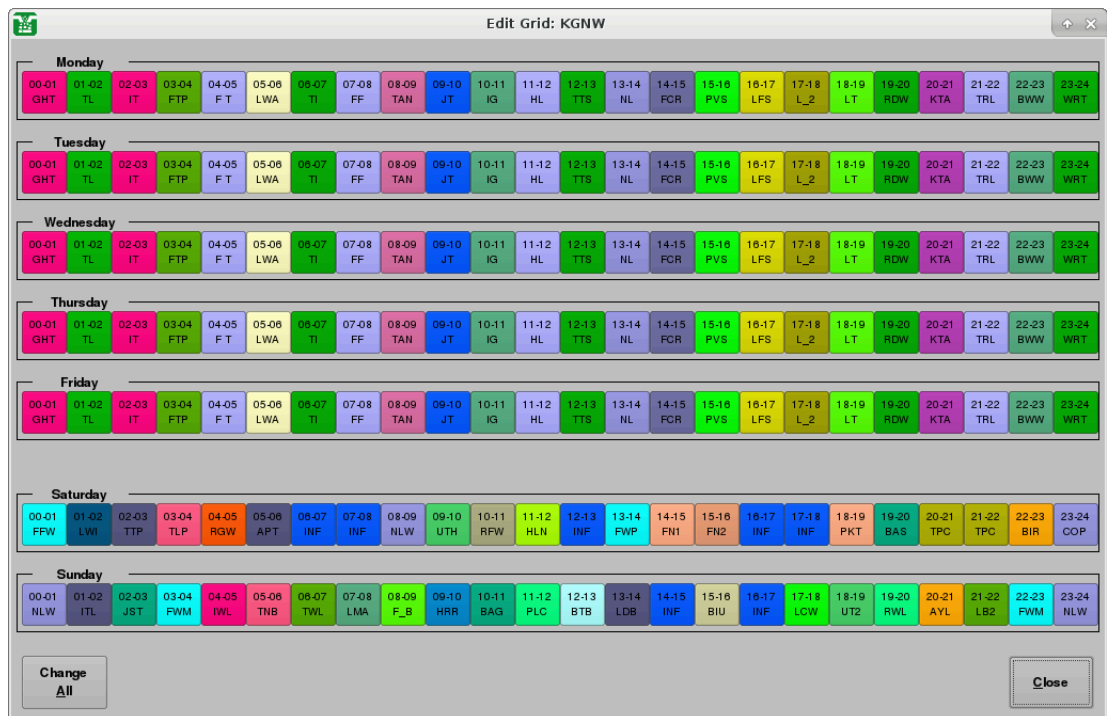 Edit Grid: KGNW
Monday
00-01 01-02 02-03 03-04 04-05 05-06 06-07 07-08 08-09 09-10 10-11 11-12 12-13 13-14 14-15 15-16 16-17 17-18 18-19 19-20 20-21 21-22 22-23 23-24
GHT TL IT FTP F T LWA TI FF TAN JT IG HL TTS NL FCR PVS LFS L_2 LT RDW KTA TRL BWW WRT
Tuesday
00-01 01-02 02-03 03-04 04-05 05-06 06-07 07-08 08-09 09-10 10-11 11-12 12-13 13-14 14-15 15-16 16-17 17-18 18-19 19-20 20-21 21-22 22-23 23-24
GHT TL IT FTP F T LWA TI FF TAN JT IG HL TTS NL FCR PVS LFS L_2 LT RDW KTA TRL BWW WRT
Wednesday
00-01 01-02 02-03 03-04 04-05 05-06 06-07 07-08 08-09 09-10 10-11 11-12 12-13 13-14 14-15 15-16 16-17 17-18 18-19 19-20 20-21 21-22 22-23 23-24
GHT TL IT FTP F T LWA TI FF TAN JT IG HL TTS NL FCR PVS LFS L_2 LT RDW KTA TRL BWW WRT
Thursday
00-01 01-02 02-03 03-04 04-05 05-06 06-07 07-08 08-09 09-10 10-11 11-12 12-13 13-14 14-15 15-16 16-17 17-18 18-19 19-20 20-21 21-22 22-23 23-24
GHT TL IT FTP F T LWA TI FF TAN JT IG HL TTS NL FCR PVS LFS L_2 LT RDW KTA TRL BWW WRT
Friday
00-01 01-02 02-03 03-04 04-05 05-06 06-07 07-08 08-09 09-10 10-11 11-12 12-13 13-14 14-15 15-16 16-17 17-18 18-19 19-20 20-21 21-22 22-23 23-24
GHT TL IT FTP F T LWA TI FF TAN JT IG HL TTS NL FCR PVS LFS L_2 LT RDW KTA TRL BWW WRT
Saturday
00-01 01-02 02-03 03-04 04-05 05-06 06-07 07-08 08-09 09-10 10-11 11-12 12-13 13-14 14-15 15-16 16-17 17-18 18-19 19-20 20-21 21-22 22-23 23-24
FFW LWI TTP TLP RGW APT INF INF NLW UTH RFW HLN INF FWP FN1 FN2 INF INF PKT BAS TPC TPC BIR COP
Sunday
00-01 01-02 02-03 03-04 04-05 05-06 06-07 07-08 08-09 09-10 10-11 11-12 12-13 13-14 14-15 15-16 16-17 17-18 18-19 19-20 20-21 21-22 22-23 23-24
NLW ITL JST FWM IWL TNB TWL LMA F_B HRR BAG PLC BTB LDB INF BIU INF LCW UT2 RWL AYL LB2 FWM NLW
Change
All
Close